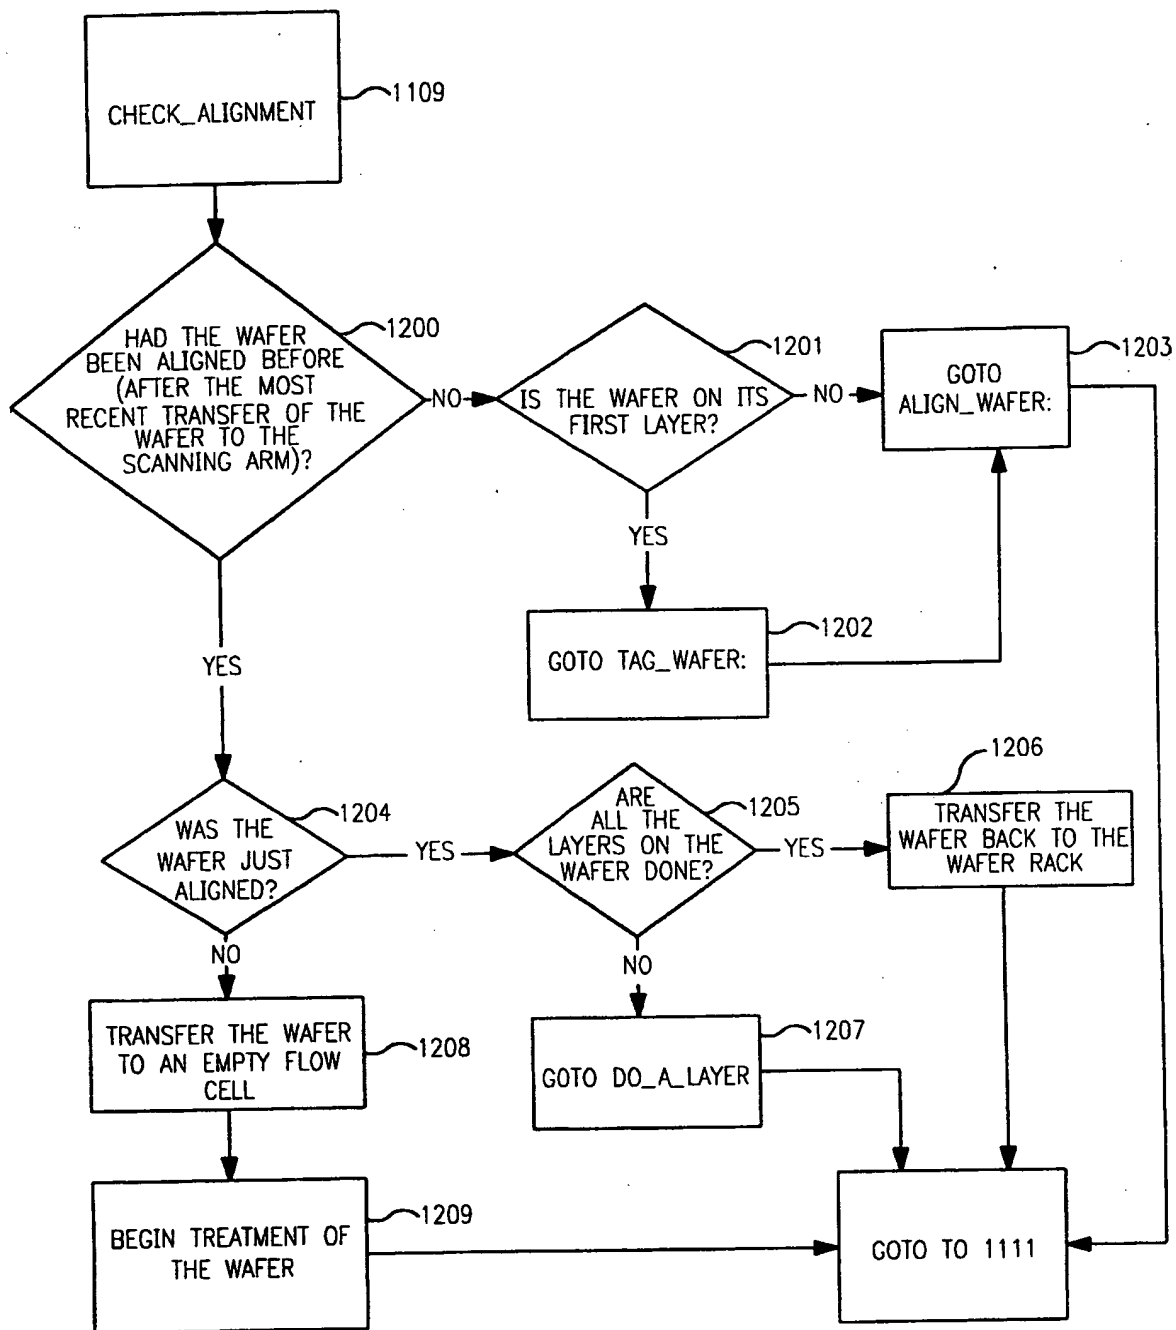 CHECK_ALIGNMENT
1109
HAD THE WAFER
BEEN ALIGNED BEFORE
(AFTER THE MOST
RECENT TRANSFER OF THE
WAFER TO THE
SCANNING ARM)?
1200
NO
IS THE WAFER ON ITS
FIRST LAYER?
1201
NO
GOTO
ALIGN_WAFER:
1203
YES
GOTO TAG_WAFER:
1202
YES
WAS THE
WAFER JUST
ALIGNED?
1204
YES
ARE
ALL THE
LAYERS ON THE
WAFER DONE?
1205
YES
TRANSFER THE
WAFER BACK TO THE
WAFER RACK
1206
NO
NO
TRANSFER THE WAFER
TO AN EMPTY FLOW
CELL
1208
GOTO DO_A_LAYER
1207
BEGIN TREATMENT OF
THE WAFER
1209
GOTO TO 1111